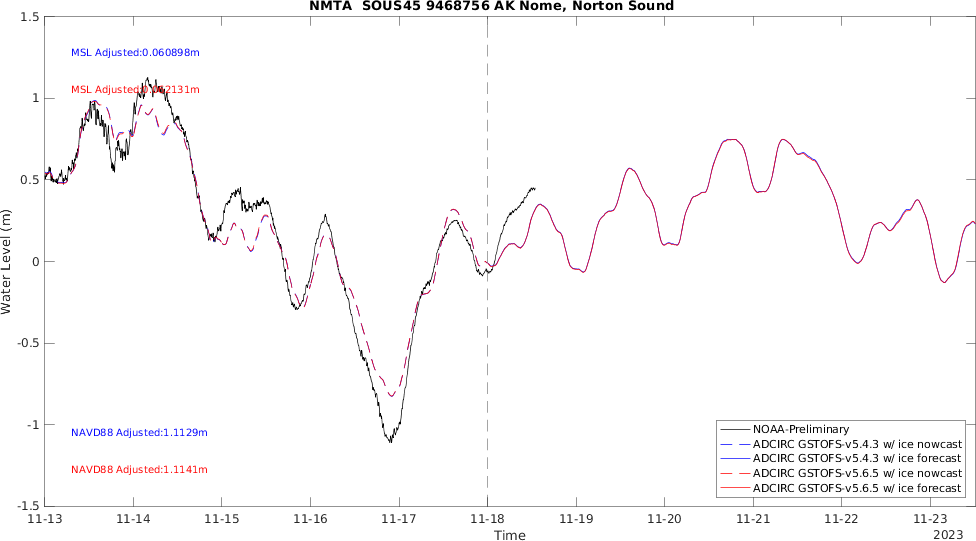 NMTA SOUS45 9468756 AK Nome, Norton Sound
1.5
1
0.5
0
-0.5
-1
-1.5
Water Level (m)
MSL Adjusted:0.060898m
MSL Adjusted:
2131m
NAVD88 Adjusted:1.1129m
NAVD88 Adjusted:1.1141m
NOAA-Preliminary
ADCIRC GSTOFS-v5.4.3 w/ ice nowcast
ADCIRC GSTOFS-v5.4.3 w/ ice forecast
ADCIRC GSTOFS-v5.6.5 w/ ice nowcast
ADCIRC GSTOFS-v5.6.5 w/ ice forecast
11-13 11-14 11-15 11-16 11-17 11-18 11-19 11-20 11-21 11-22 11-23
Time
2023